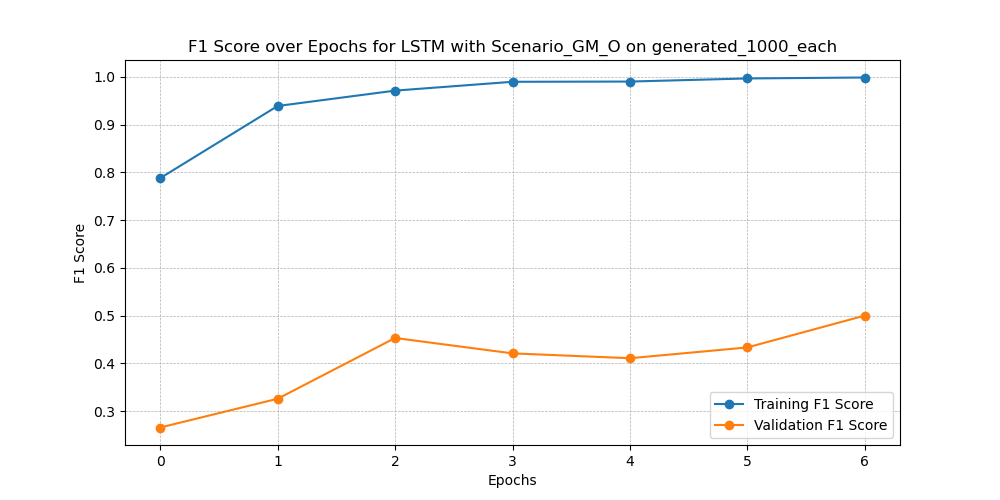 F1 Score over Epochs for LSTM with Scenario_GM_O on generated_1000_each
1.0
0.9
0.8
0.7
0.6
0.5
0.4
0.3
F1 Score
0 1 2 3 4 5 6
Epochs
Training F1 Score
Validation F1 Score